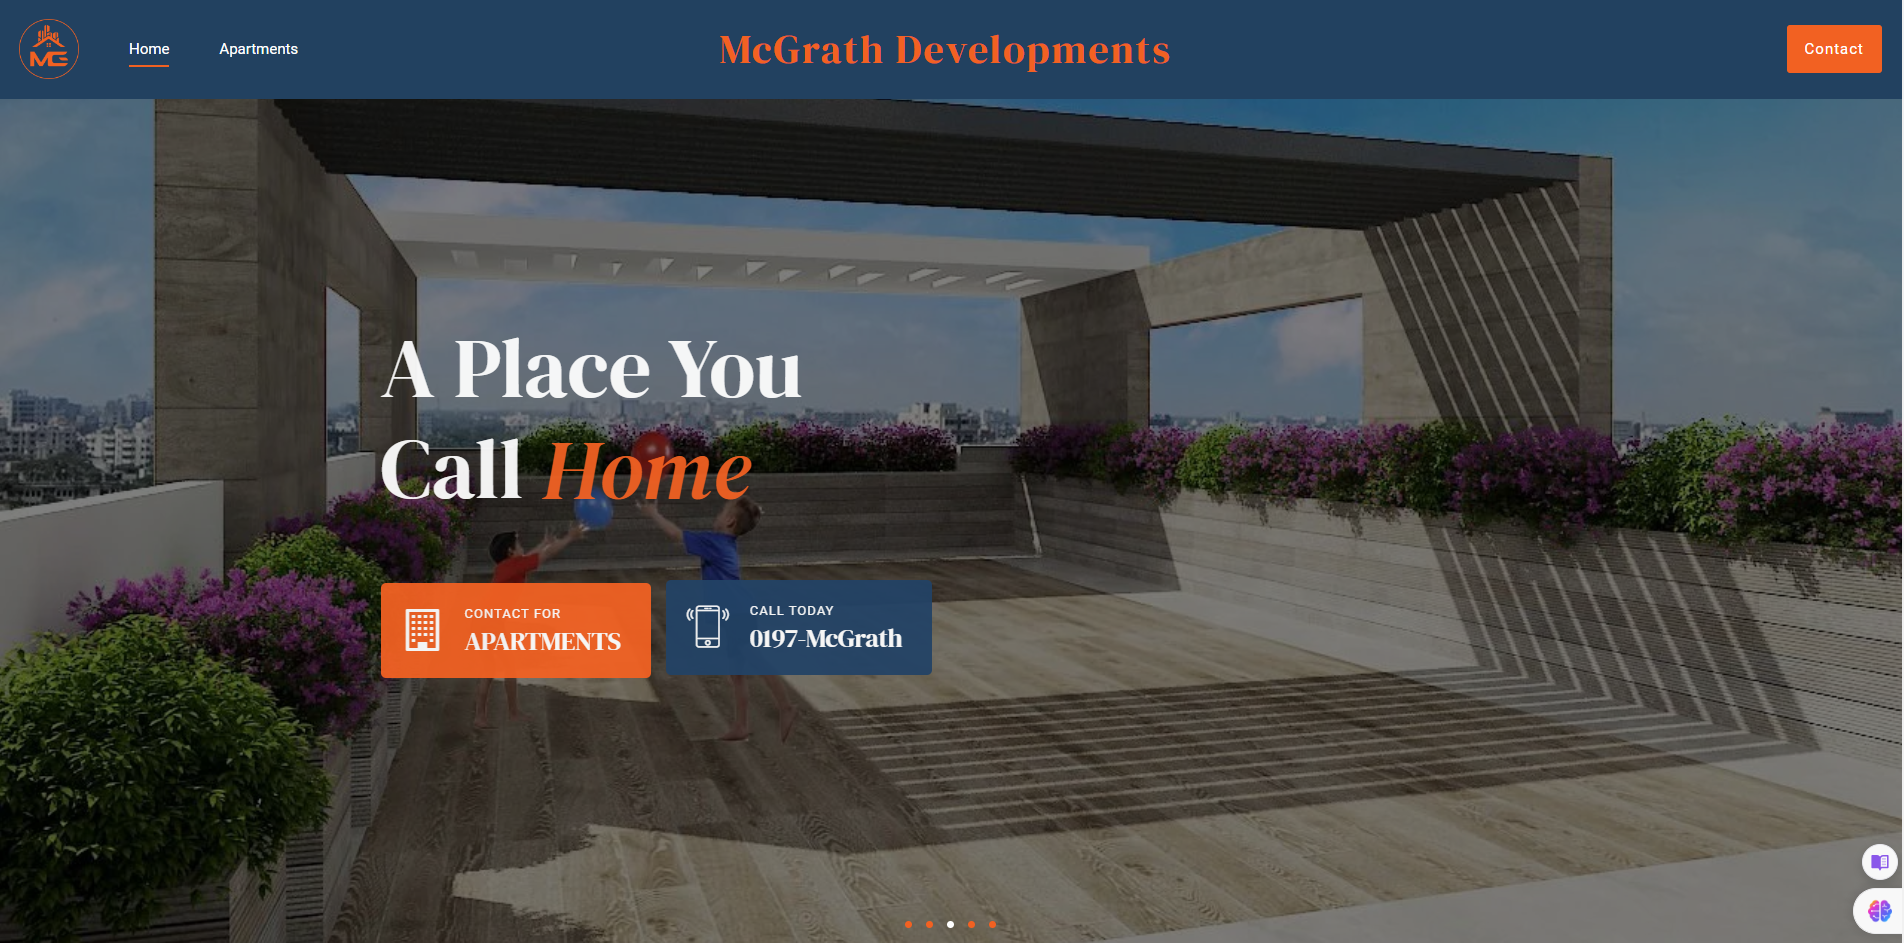 MG
Home
Apartments
McGrath Developments
Contact
A Place You
Call Home
CONTACT FOR
APARTMENTS
CALL TODAY
0197-McGrath